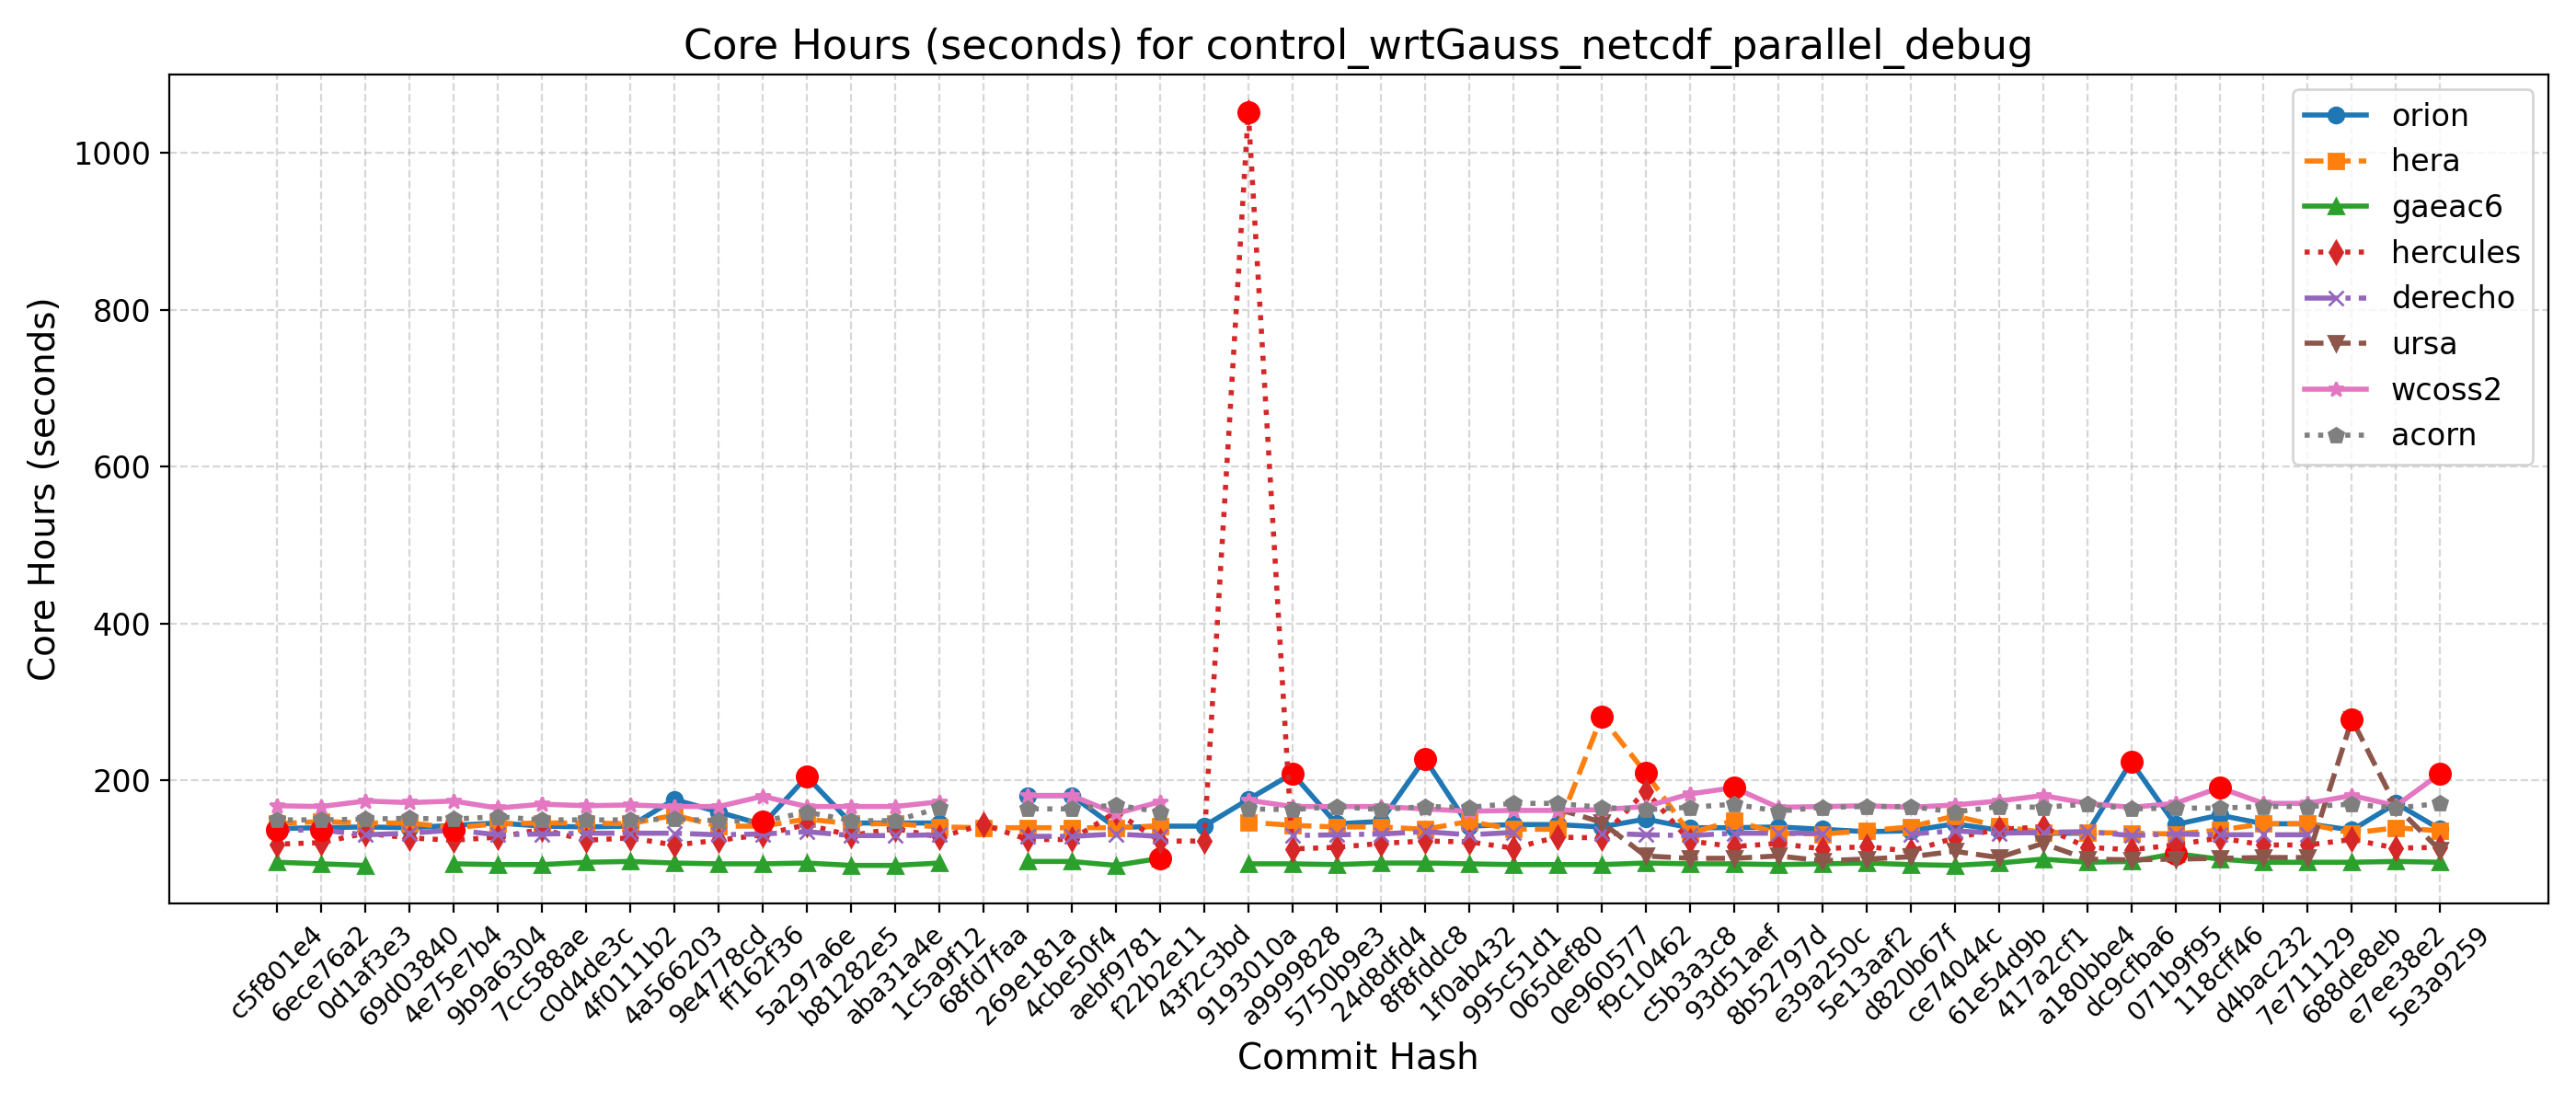 Core Hours (seconds) for control_wrtGauss_netcdf_parallel_debug
Core Hours (seconds)
1000
800
600
400
200
orion
hera
gaeac6
hercules
derecho
ursa
wcoss2
acorn
c5f801e4
6ece76a2
0d1af3e3
69d03840
4e75e7b4
9b9a6304
7cc588ae
c0d4de3c
4f0111b2
4a566203
9e4778cd
ff162f36
5a297a6e
b81282e5
aba31a4e
1c5a9f12
68fd7faa
269e181a
4cbe50f4
aebf9781
f22b2e11
43f2c3bd
9193010a
a9999828
5750b9e3
24d8dfd4
8f8fddc8
1f0ab432
995c51d1
065def80
0e960577
f9c10462
c5b3a3c8
93d51aef
8b52797d
e39a250c
5e13aaf2
d820b67f
ce74044c
61e54d9b
417a2cf1
a180bbe4
dc9cfba6
071b9f95
118cff46
d4bac232
7e711129
688de8eb
e7ee38e2
5e3a9259
Commit Hash